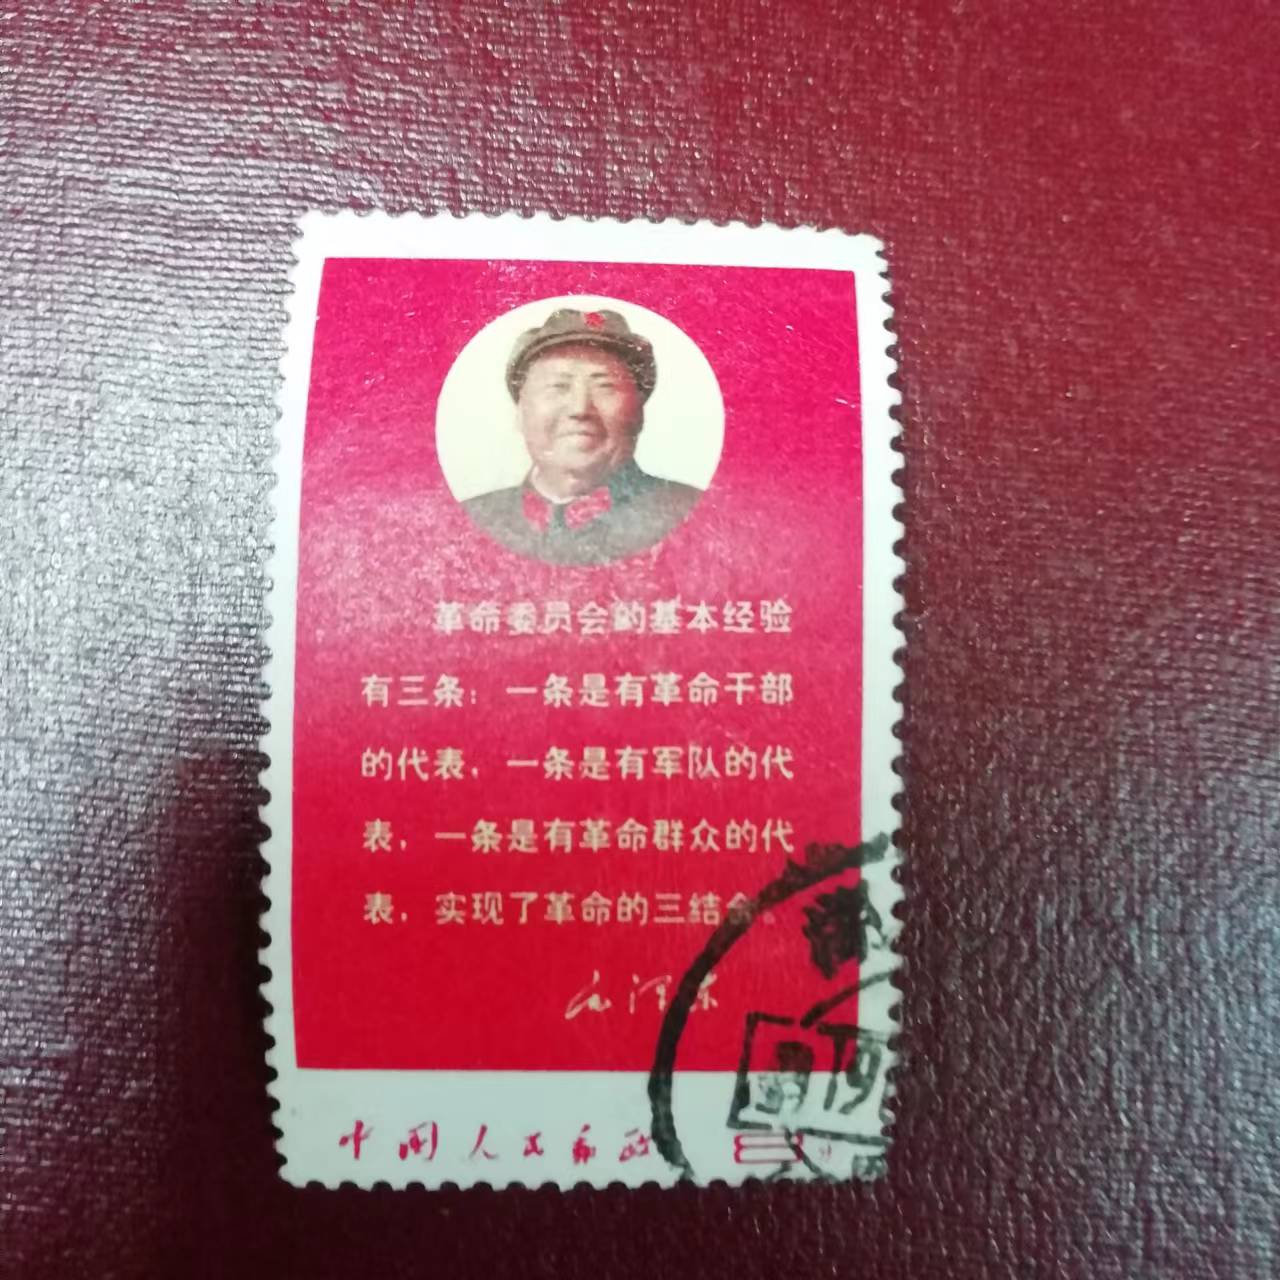 革命委员会的基本经验
有三条：一条是有革命干部
的代表，一条是有军队的代
表，一条是有革命群众的代
表，实现了革命的三结合。
毛泽东
中国人民邮政 8分
19